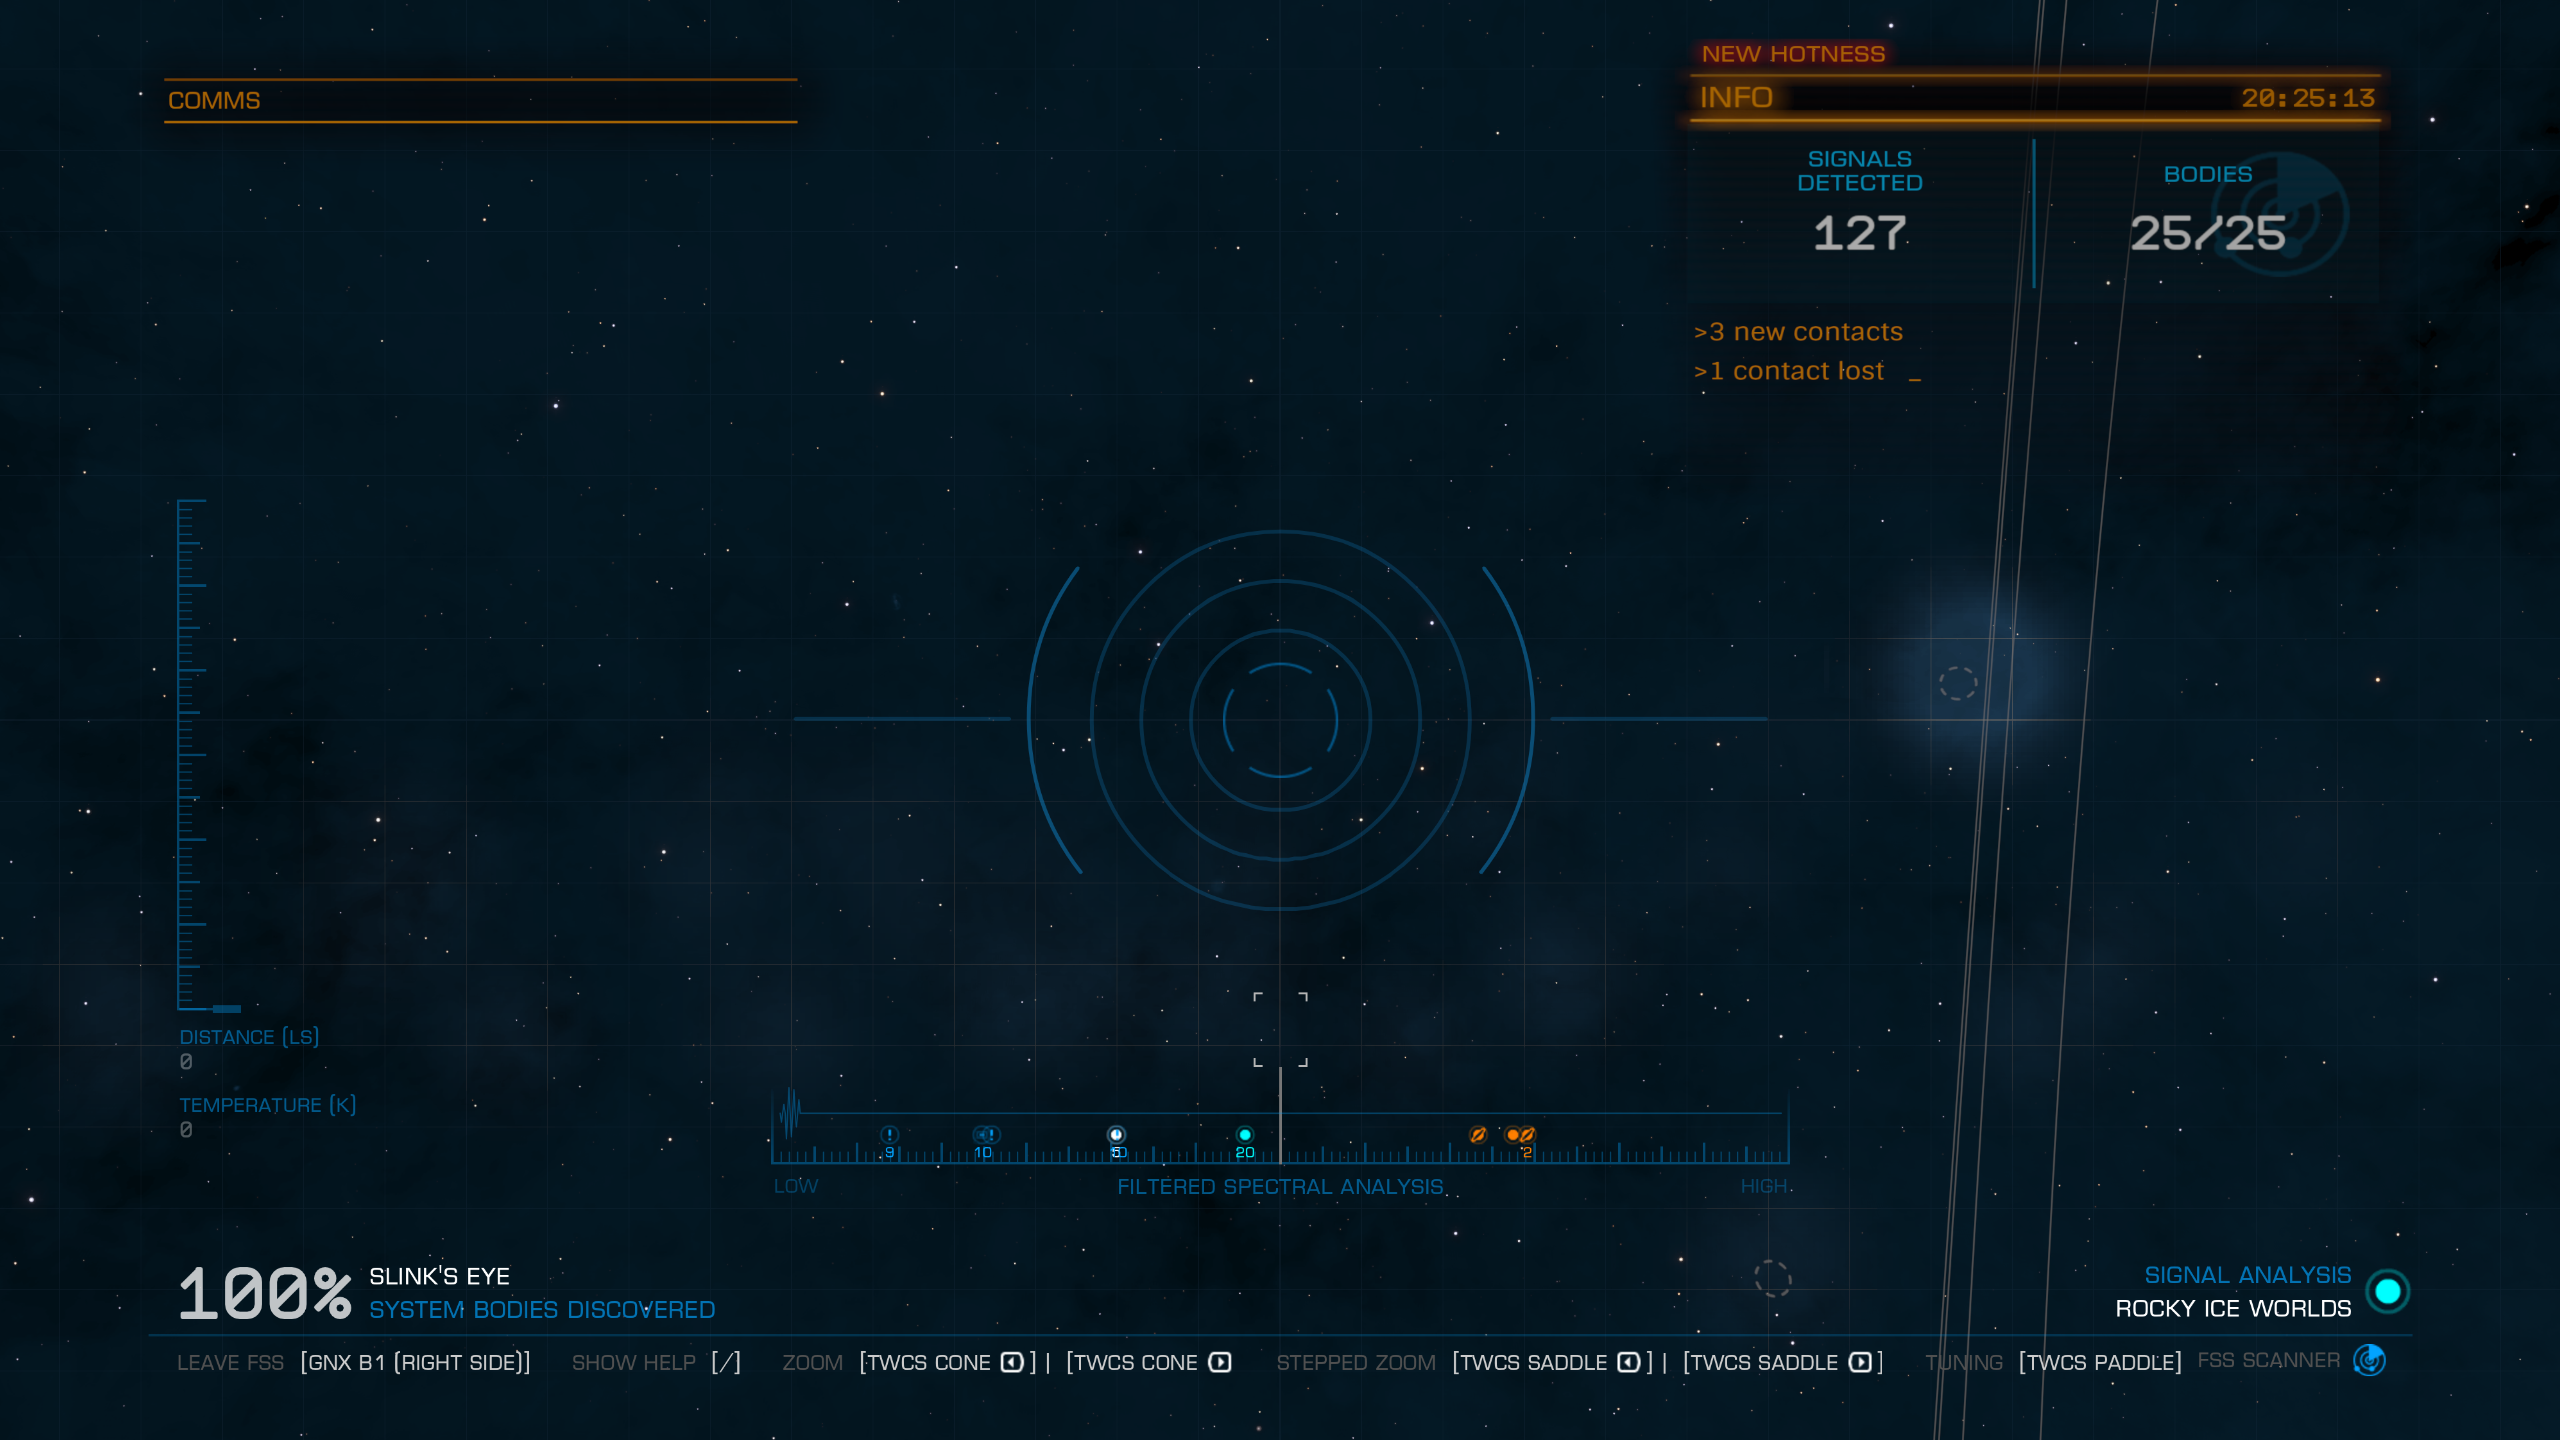 COMMS
NEW HOTNESS
INFO 20:25:13
SIGNALS
DETECTED
127
BODIES
25/25
>3 new contacts
>1 contact lost _
DISTANCE (LS)
0
TEMPERATURE (K)
0
9 10 20 2
LOW FILTERED SPECTRAL ANALYSIS HIGH
100% SLINK'S EYE
SYSTEM BODIES DISCOVERED
SIGNAL ANALYSIS
ROCKY ICE WORLDS
LEAVE FSS [GNX B1 (RIGHT SIDE)] SHOW HELP [/] ZOOM [TWCS CONE ] | [TWCS CONE STEPPED ZOOM [TWCS SADDLE ] | [TWCS SADDLE ] TUNING [TWCS PADDLE] FSS SCANNER